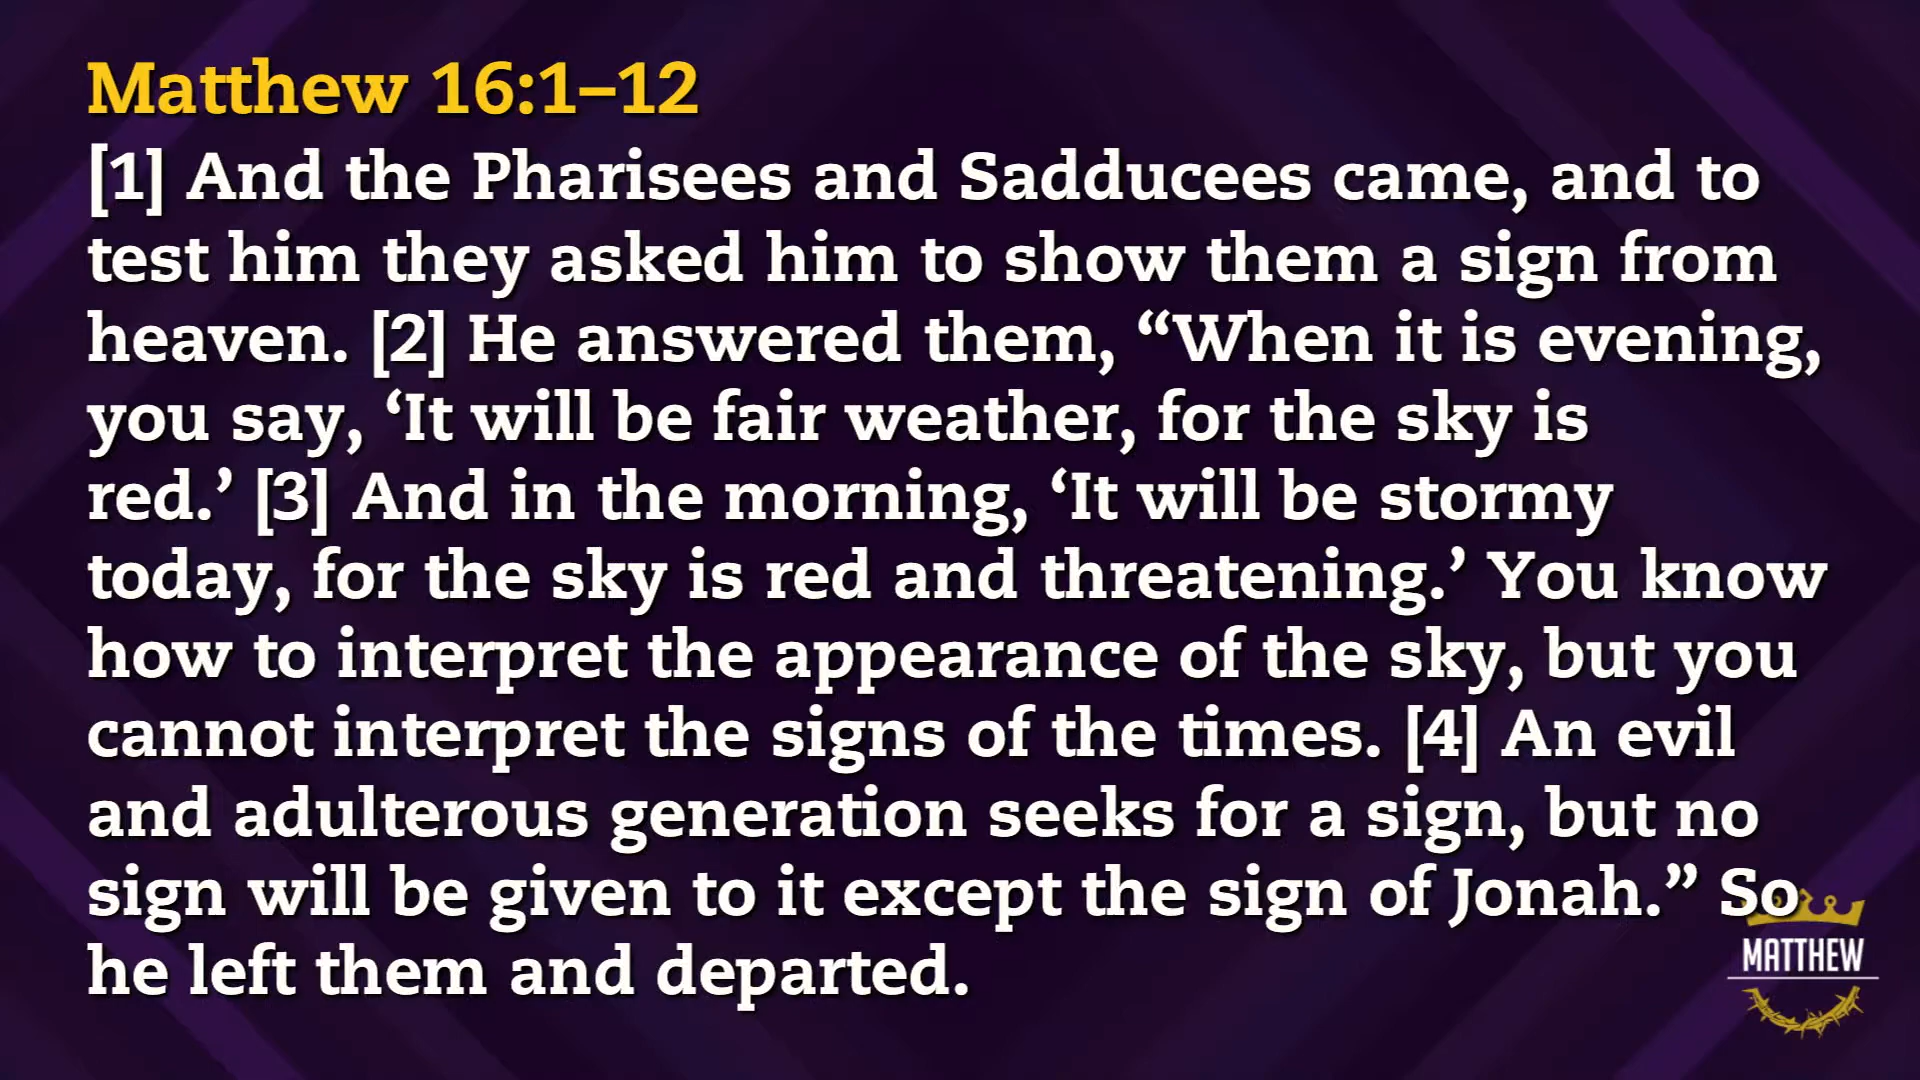 Matthew 16:1–12
[1] And the Pharisees and Sadducees came, and to
test him they asked him to show them a sign from
heaven. [2] He answered them, “When it is evening,
you say, ‘It will be fair weather, for the sky is
red.’ [3] And in the morning, ‘It will be stormy
today, for the sky is red and threatening.’ You know
how to interpret the appearance of the sky, but you
cannot interpret the signs of the times. [4] An evil
and adulterous generation seeks for a sign, but no
sign will be given to it except the sign of Jonah.” So
he left them and departed.
MATTHEW